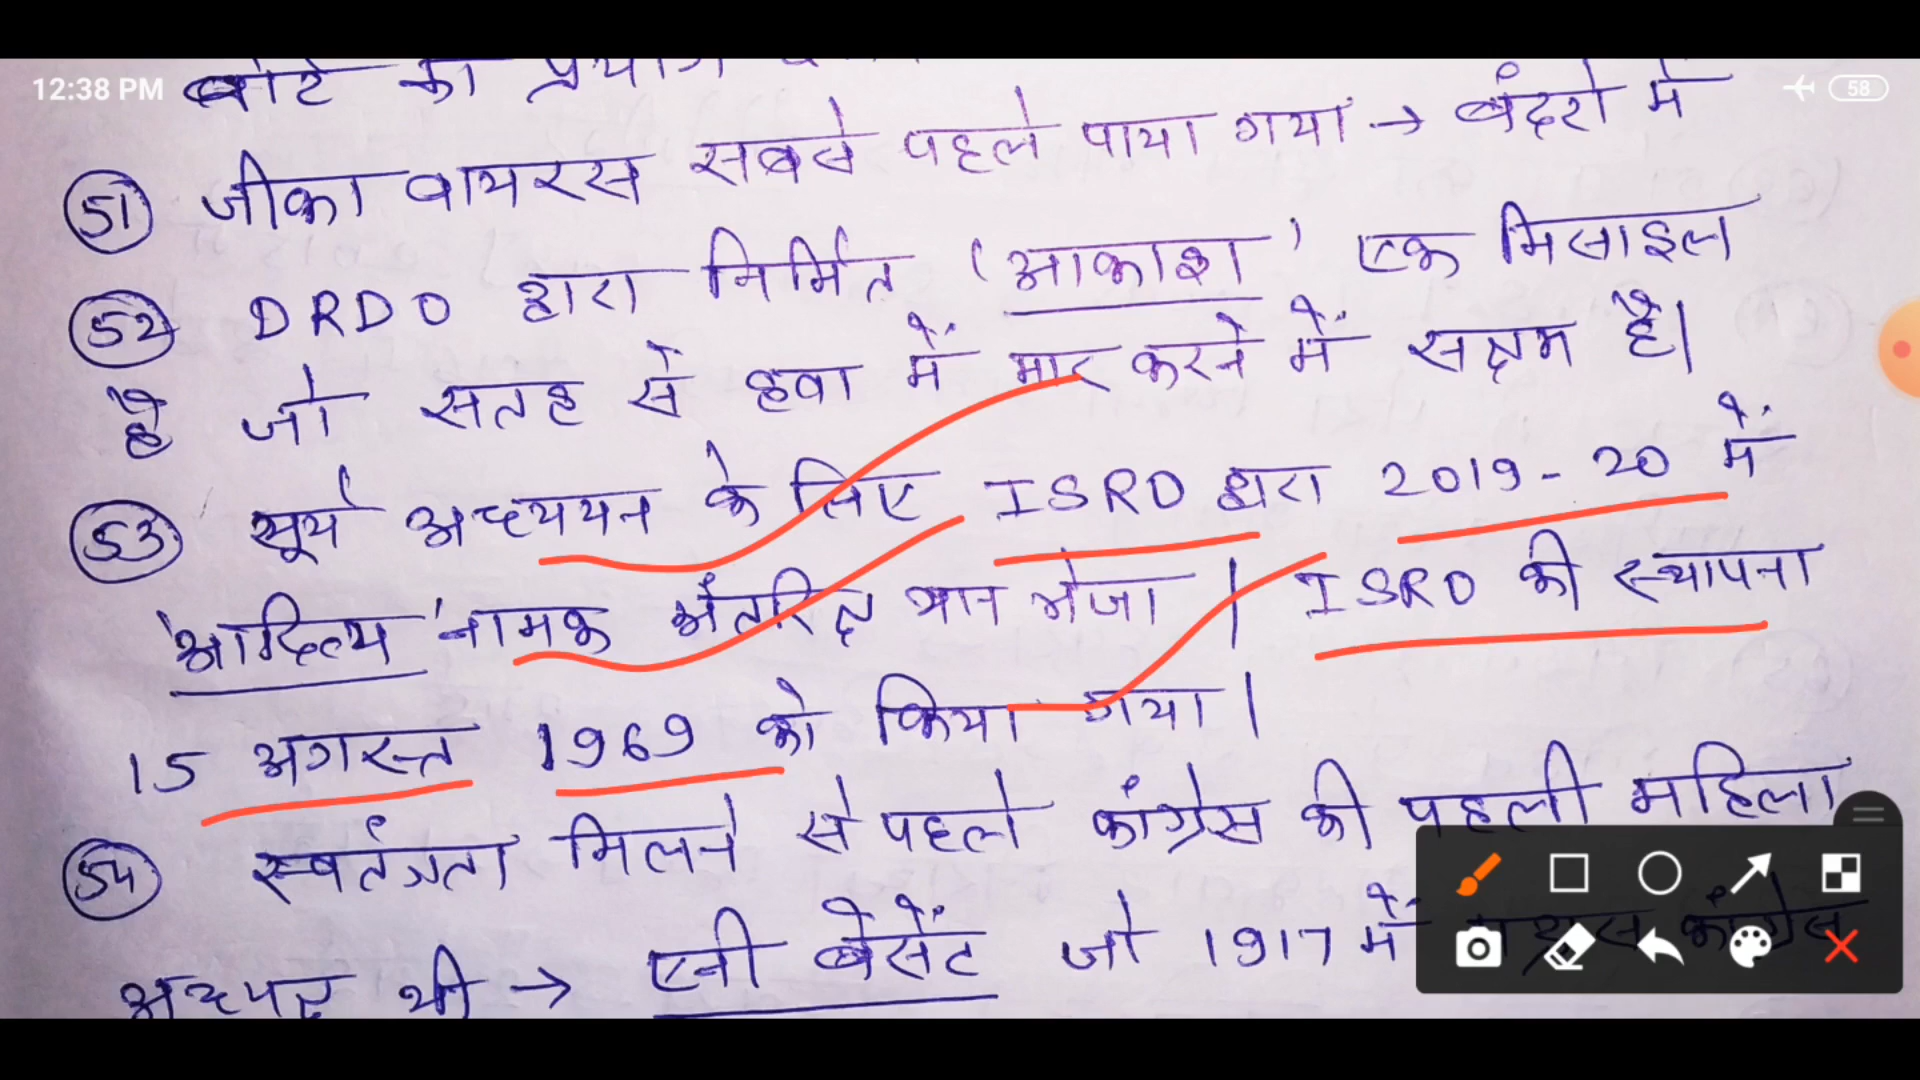 12:38 PM 58
का प्रयोग
51 जीका वायरस सबसे पहले पाया गया → बंदरो में
52 DRDO द्वारा निर्मित 'आकाश' एक मिसाइल
है जो सतह से हवा में मार करने में सक्षम है।
53 सूर्य अध्ययन के लिए ISRO द्वारा 2019-20 में
'आदित्य' नामक अंतरिक्ष यान भेजा | ISRO की स्थापना
15 अगस्त 1969 को किया गया |
54 स्वतंत्रता मिलने से पहले कांग्रेस की पहली महिला
अध्यक्ष थी → एनी बेसेंट जो 1917 में कांग्रेस